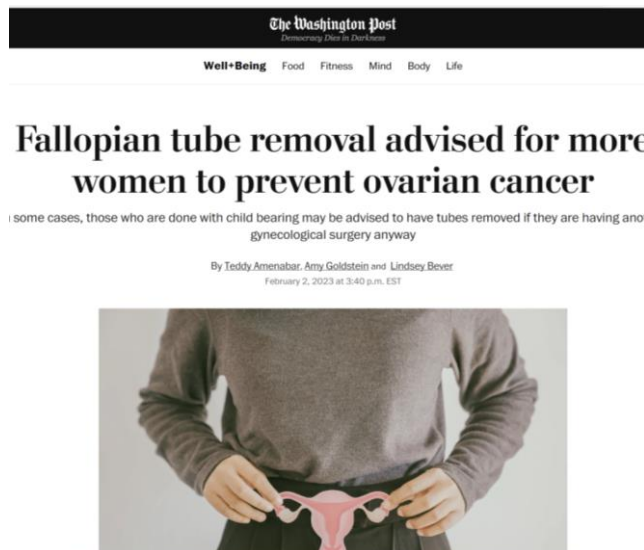 The Washington Post
Democracy Dies in Darkness
Well+Being Food Fitness Mind Body Life
Fallopian tube removal advised for more
women to prevent ovarian cancer
some cases, those who are done with child bearing may be advised to have tubes removed if they are having
gynecological surgery anyway
By Teddy Amenabar, Amy Goldstein and Lindsey Bever
February 2, 2023 at 3:40 p.m. EST